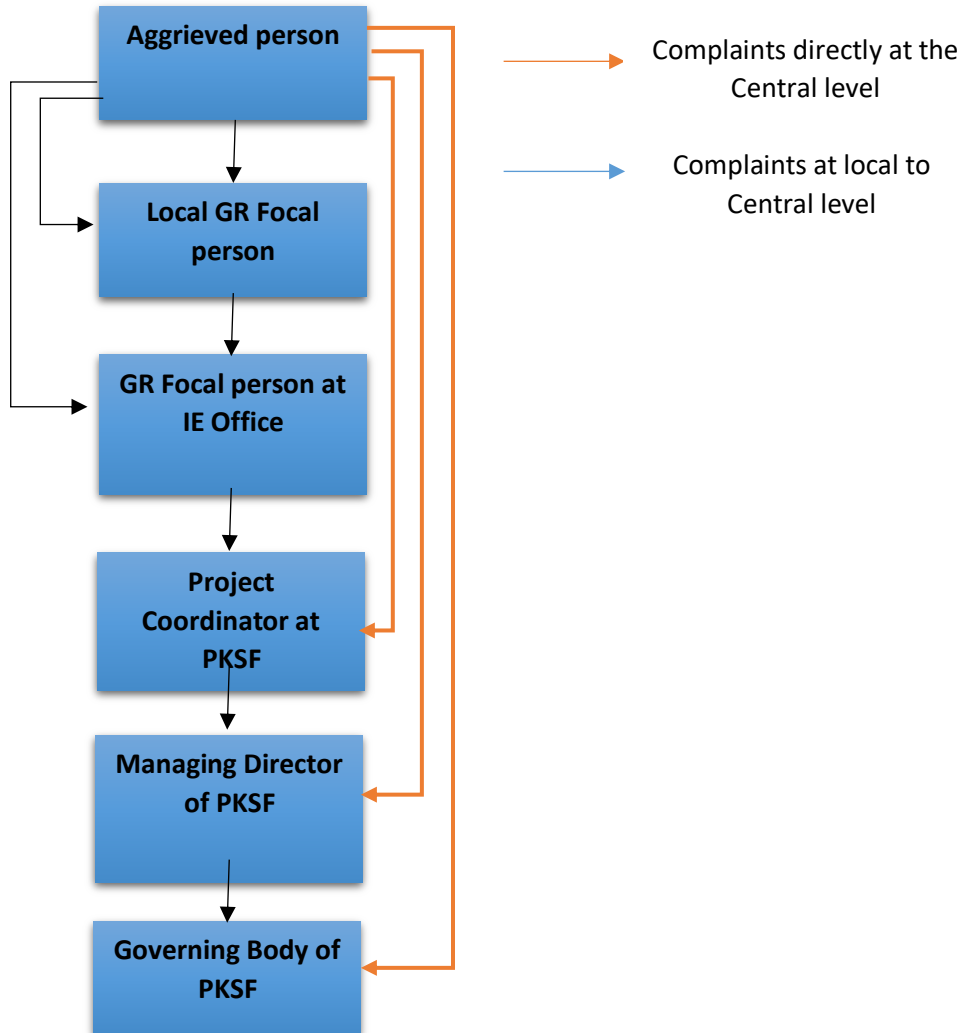 Aggrieved person
Complaints directly at the
Central level
Complaints at local to
Central level
Local GR Focal
person
GR Focal person at
IE Office
Project
Coordinator at
PKSF
Managing Director
of PKSF
Governing Body of
PKSF